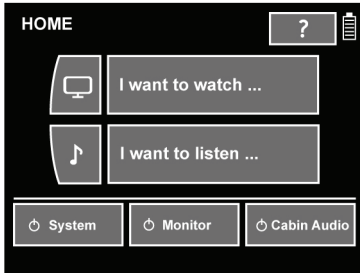 HOME
?
I want to watch ...
I want to listen ...
System
Monitor
Cabin Audio